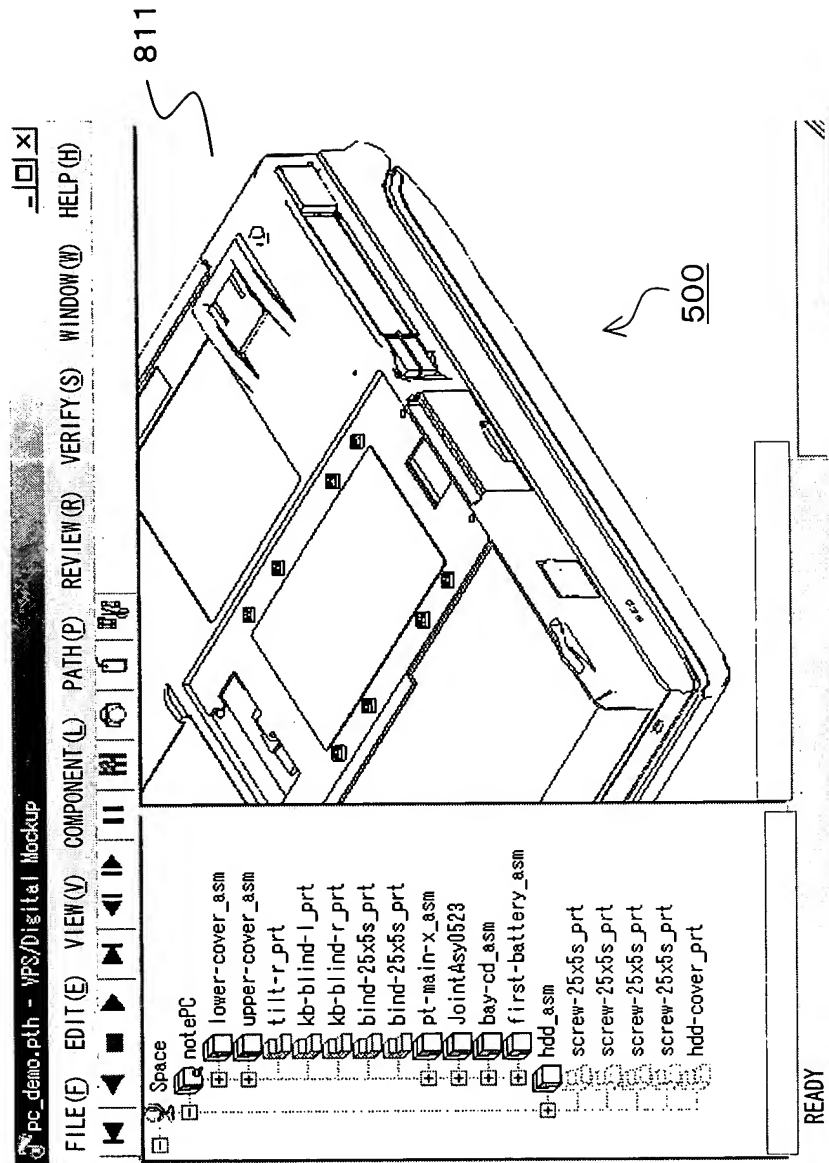 pc_demo.pth - VPS/Digital Mockup
FILE(F) EDIT(E) VIEW(V) COMPONENT(L) PATH(P) REVIEW(R) VERIFY(S) WINDOW(W) HELP(H)
Space
notePC
lower-cover_asm
upper-cover_asm
tilt-r_prt
kb-blind-l_prt
kb-blind-r_prt
bind-25x5s_prt
bind-25x5s_prt
pt-main-x_asm
JointAsy0523
bay-cd_asm
first-battery_asm
hdd_asm
screw-25x5s_prt
screw-25x5s_prt
screw-25x5s_prt
screw-25x5s_prt
hdd-cover_prt
READY
811
500